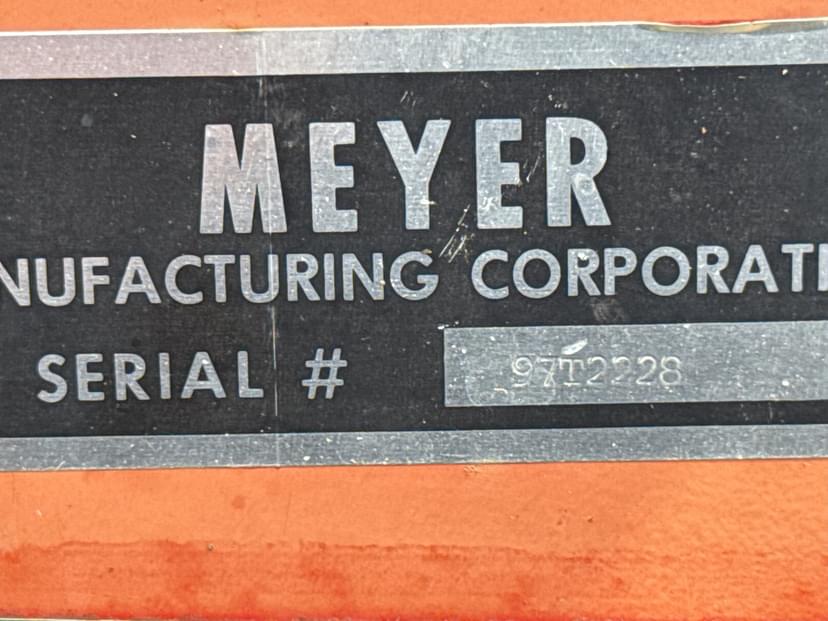 MEYER
NUFACTURING CORPORATI
SERIAL #
97T2228